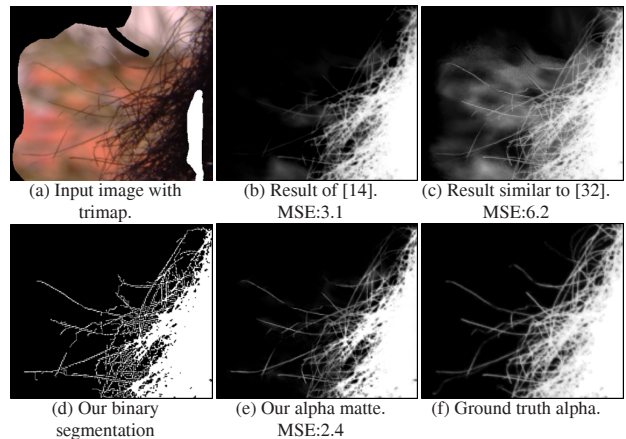 (a) Input image with
trimap.
(b) Result of [14].
MSE:3.1
(c) Result similar to [32].
MSE:6.2
(d) Our binary
segmentation
(e) Our alpha matte.
MSE:2.4
(f) Ground truth alpha.